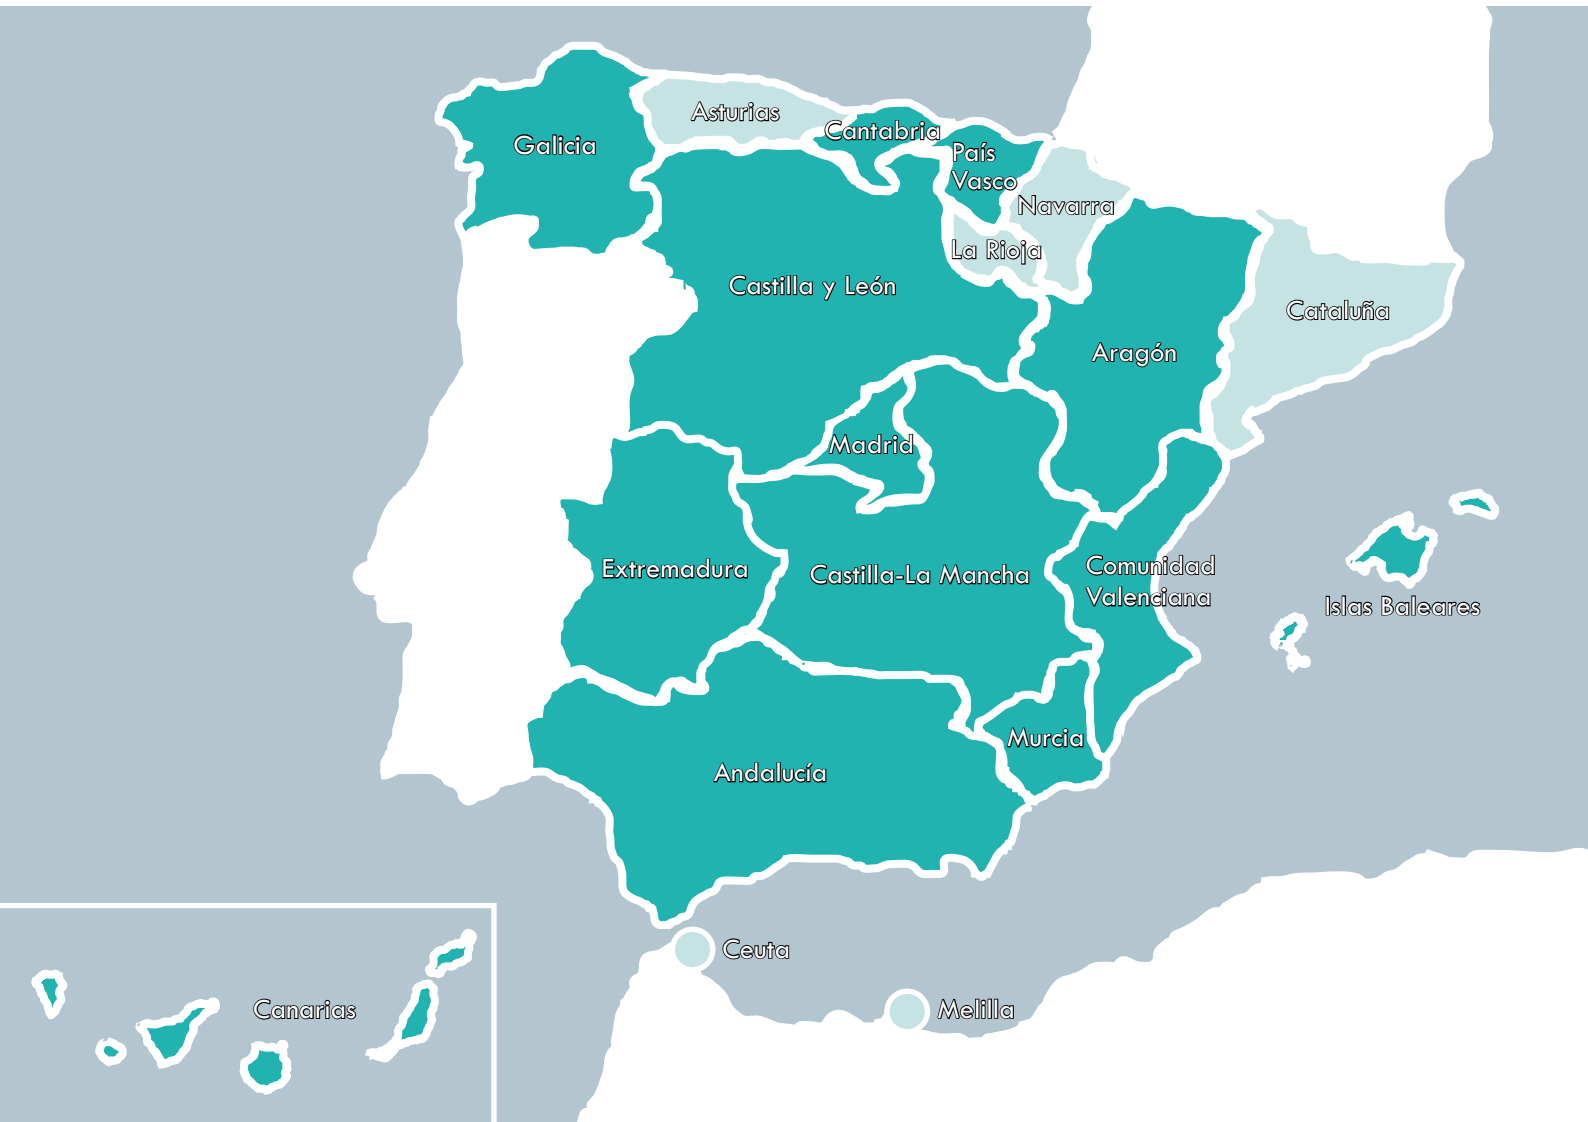 Asturias
Cantabria
Galicia
País
Vasco
Navarra
La Rioja
Castilla y León
Cataluña
Aragón
Madrid
Extremadura
Castilla-La Mancha
Comunidad
Valenciana
Islas Baleares
Murcia
Andalucía
Ceuta
Canarias
Melilla